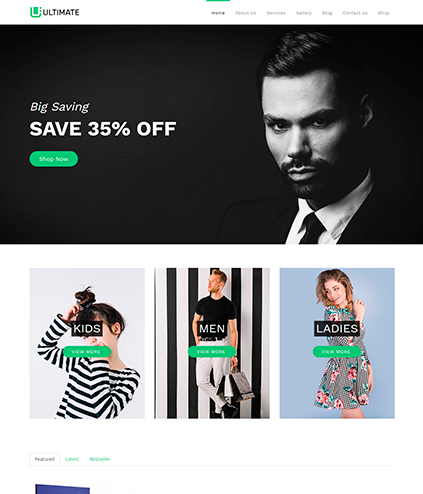 ULTIMATE
Home About Us Services Gallery Blog Contact us Shop
Big Saving
SAVE 35% OFF
Shop Now
KIDS
VIEW MORE
MEN
VIEW MORE
LADIES
VIEW MORE
Featured Latest Bestseller